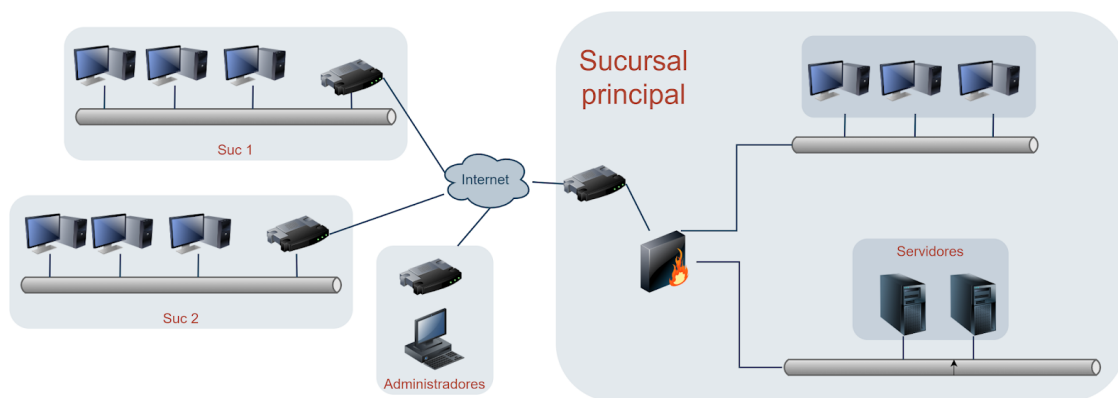 Suc 1
Suc 2
Internet
Administradores
Sucursal
principal
Servidores